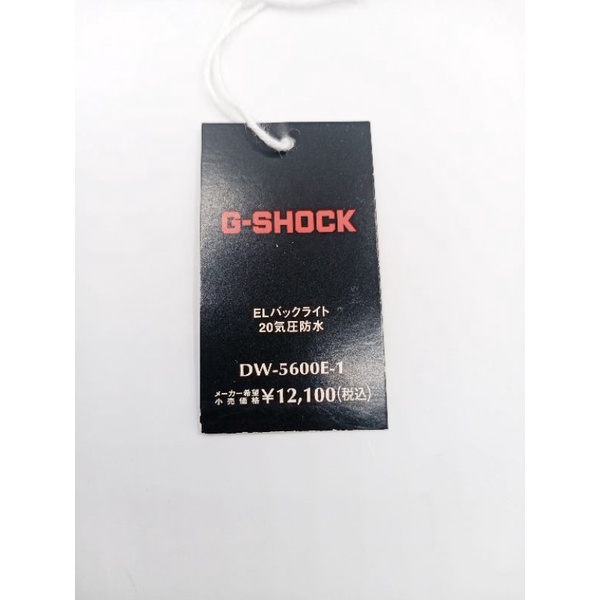 G-SHOCK
ELバックライト
20気圧防水
DW-5600E-1
メーカー希望
小売価格 ¥12,100(税込)